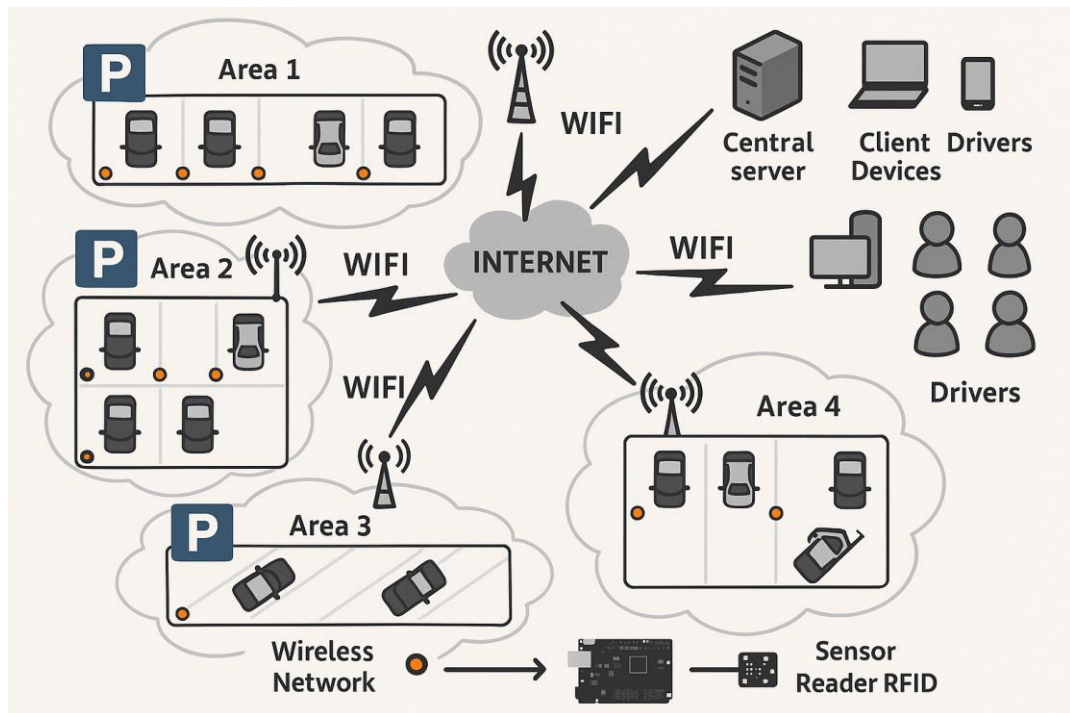 P
Area 1
WIFI
Central
server
Client
Devices
Drivers
P
Area 2
WIFI
INTERNET
WIFI
WIFI
Drivers
Area 4
P
Area 3
Wireless
Network
Sensor
Reader RFID